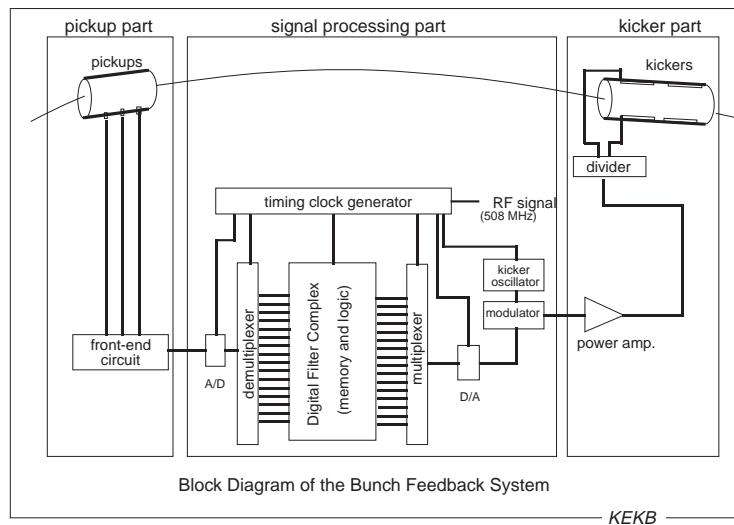 pickup part
signal processing part
kicker part
pickups
kickers
divider
timing clock generator
RF signal
(508 MHz)
kicker
oscillator
modulator
power amp.
front-end
circuit
A/D
demultiplexer
Digital Filter Complex
(memory and logic)
multiplexer
D/A
Block Diagram of the Bunch Feedback System
KEKB